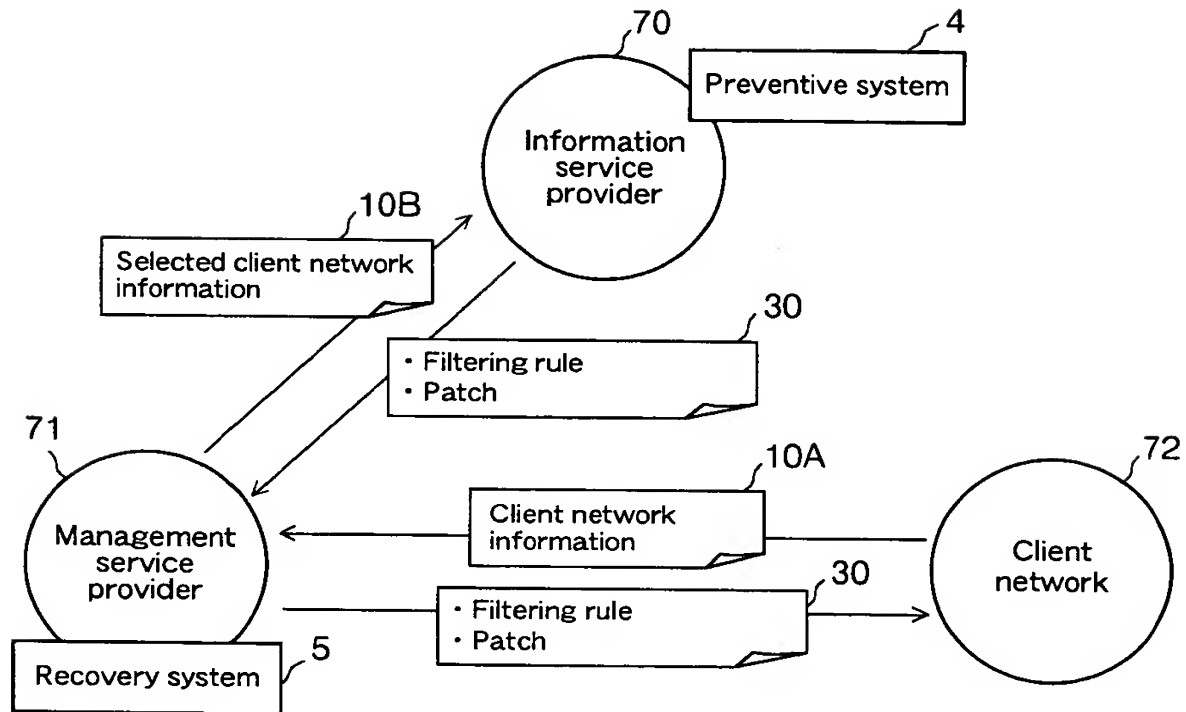 70
4
Preventive system
Information
service
provider
10B
Selected client network
information
30
· Filtering rule
· Patch
71
10A
72
Management
service
provider
Client network
information
Client
network
30
· Filtering rule
· Patch
5
Recovery system